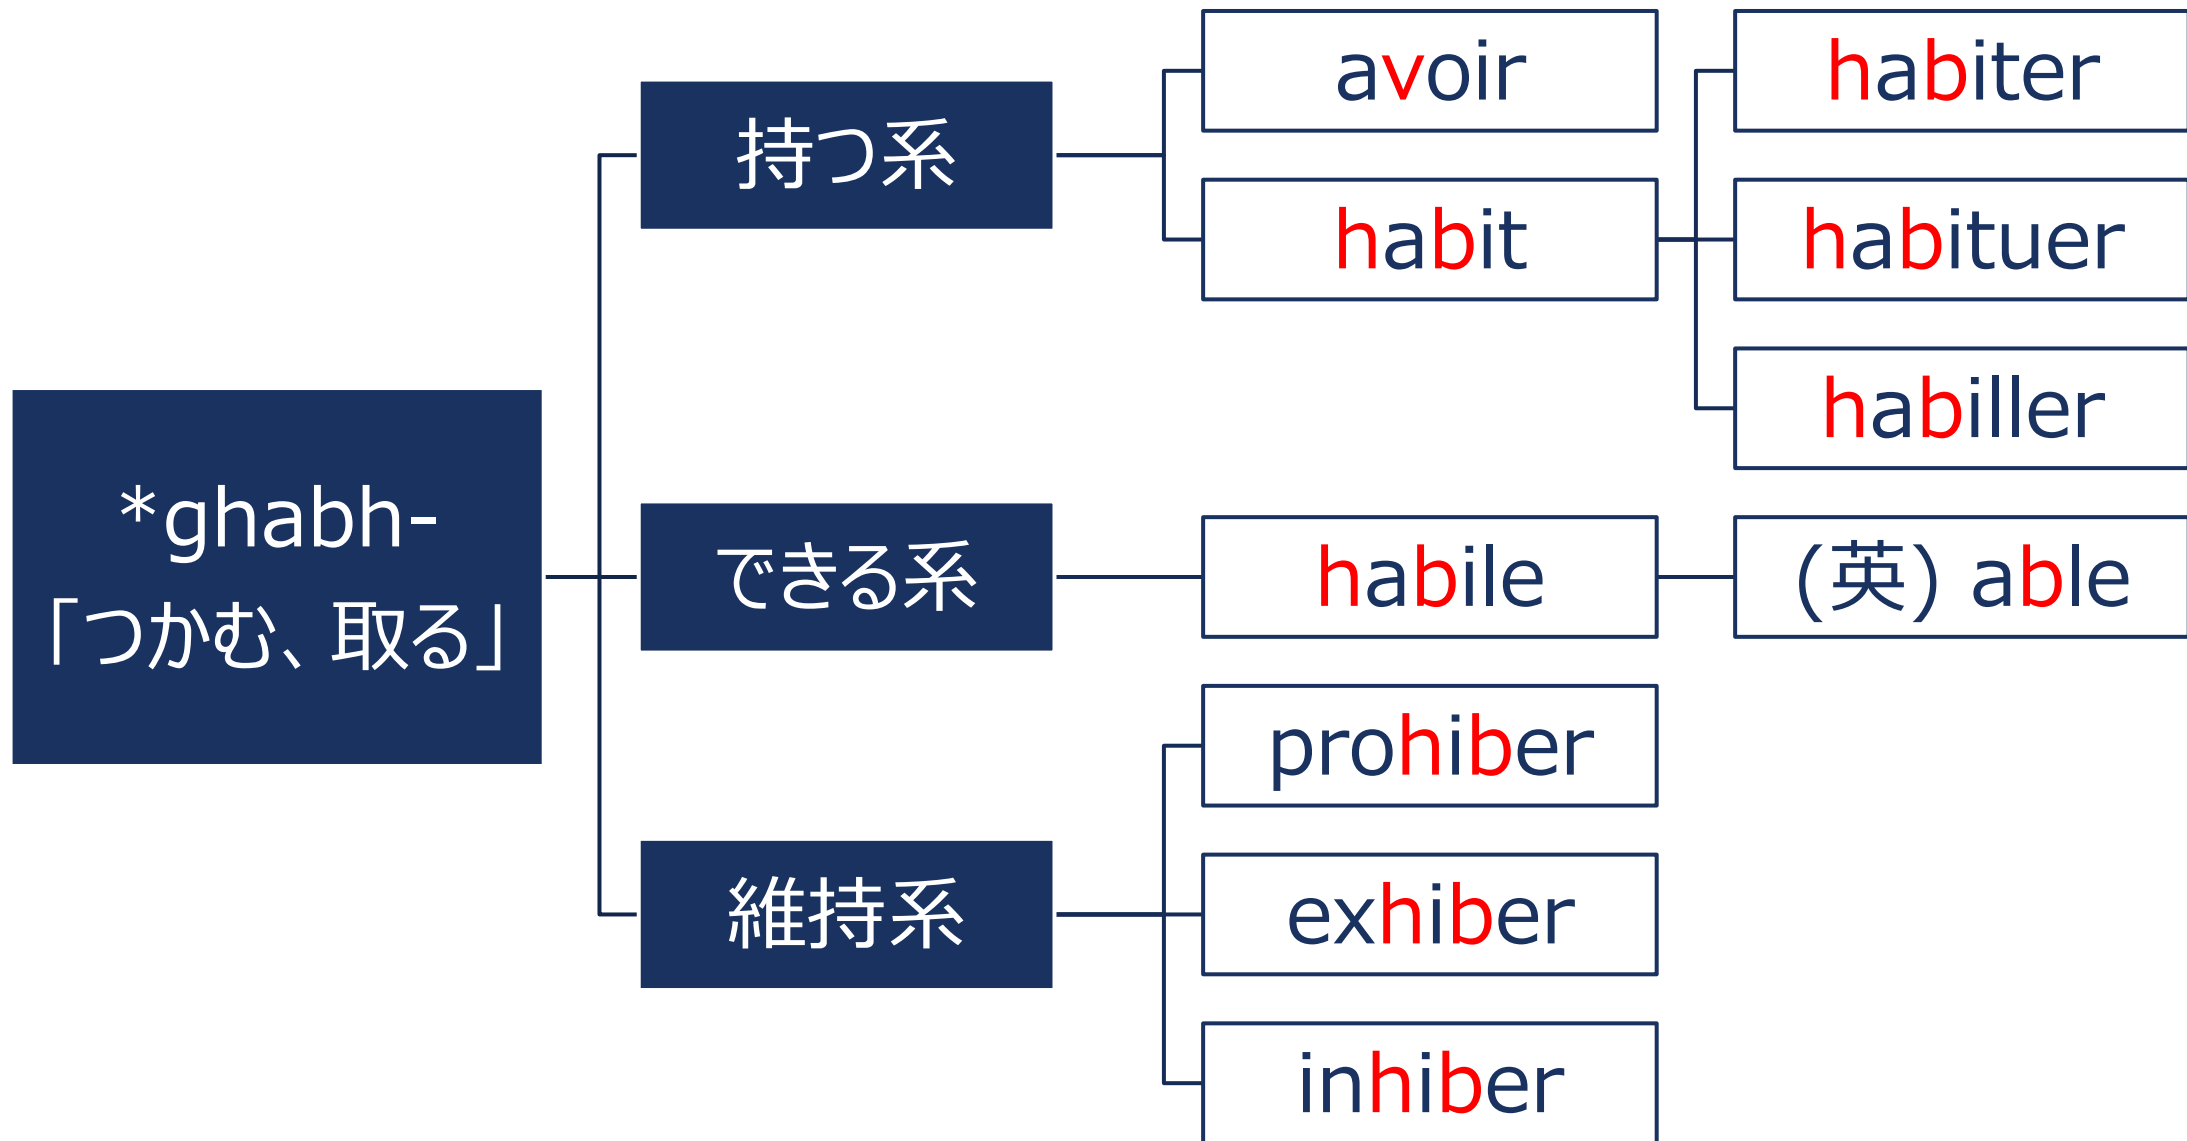 *ghabh-
「つかむ、取る」
持つ系
avoir
habit
habiter
habituer
habiller
できる系
habile
(英) able
維持系
prohiber
exhiber
inhiber